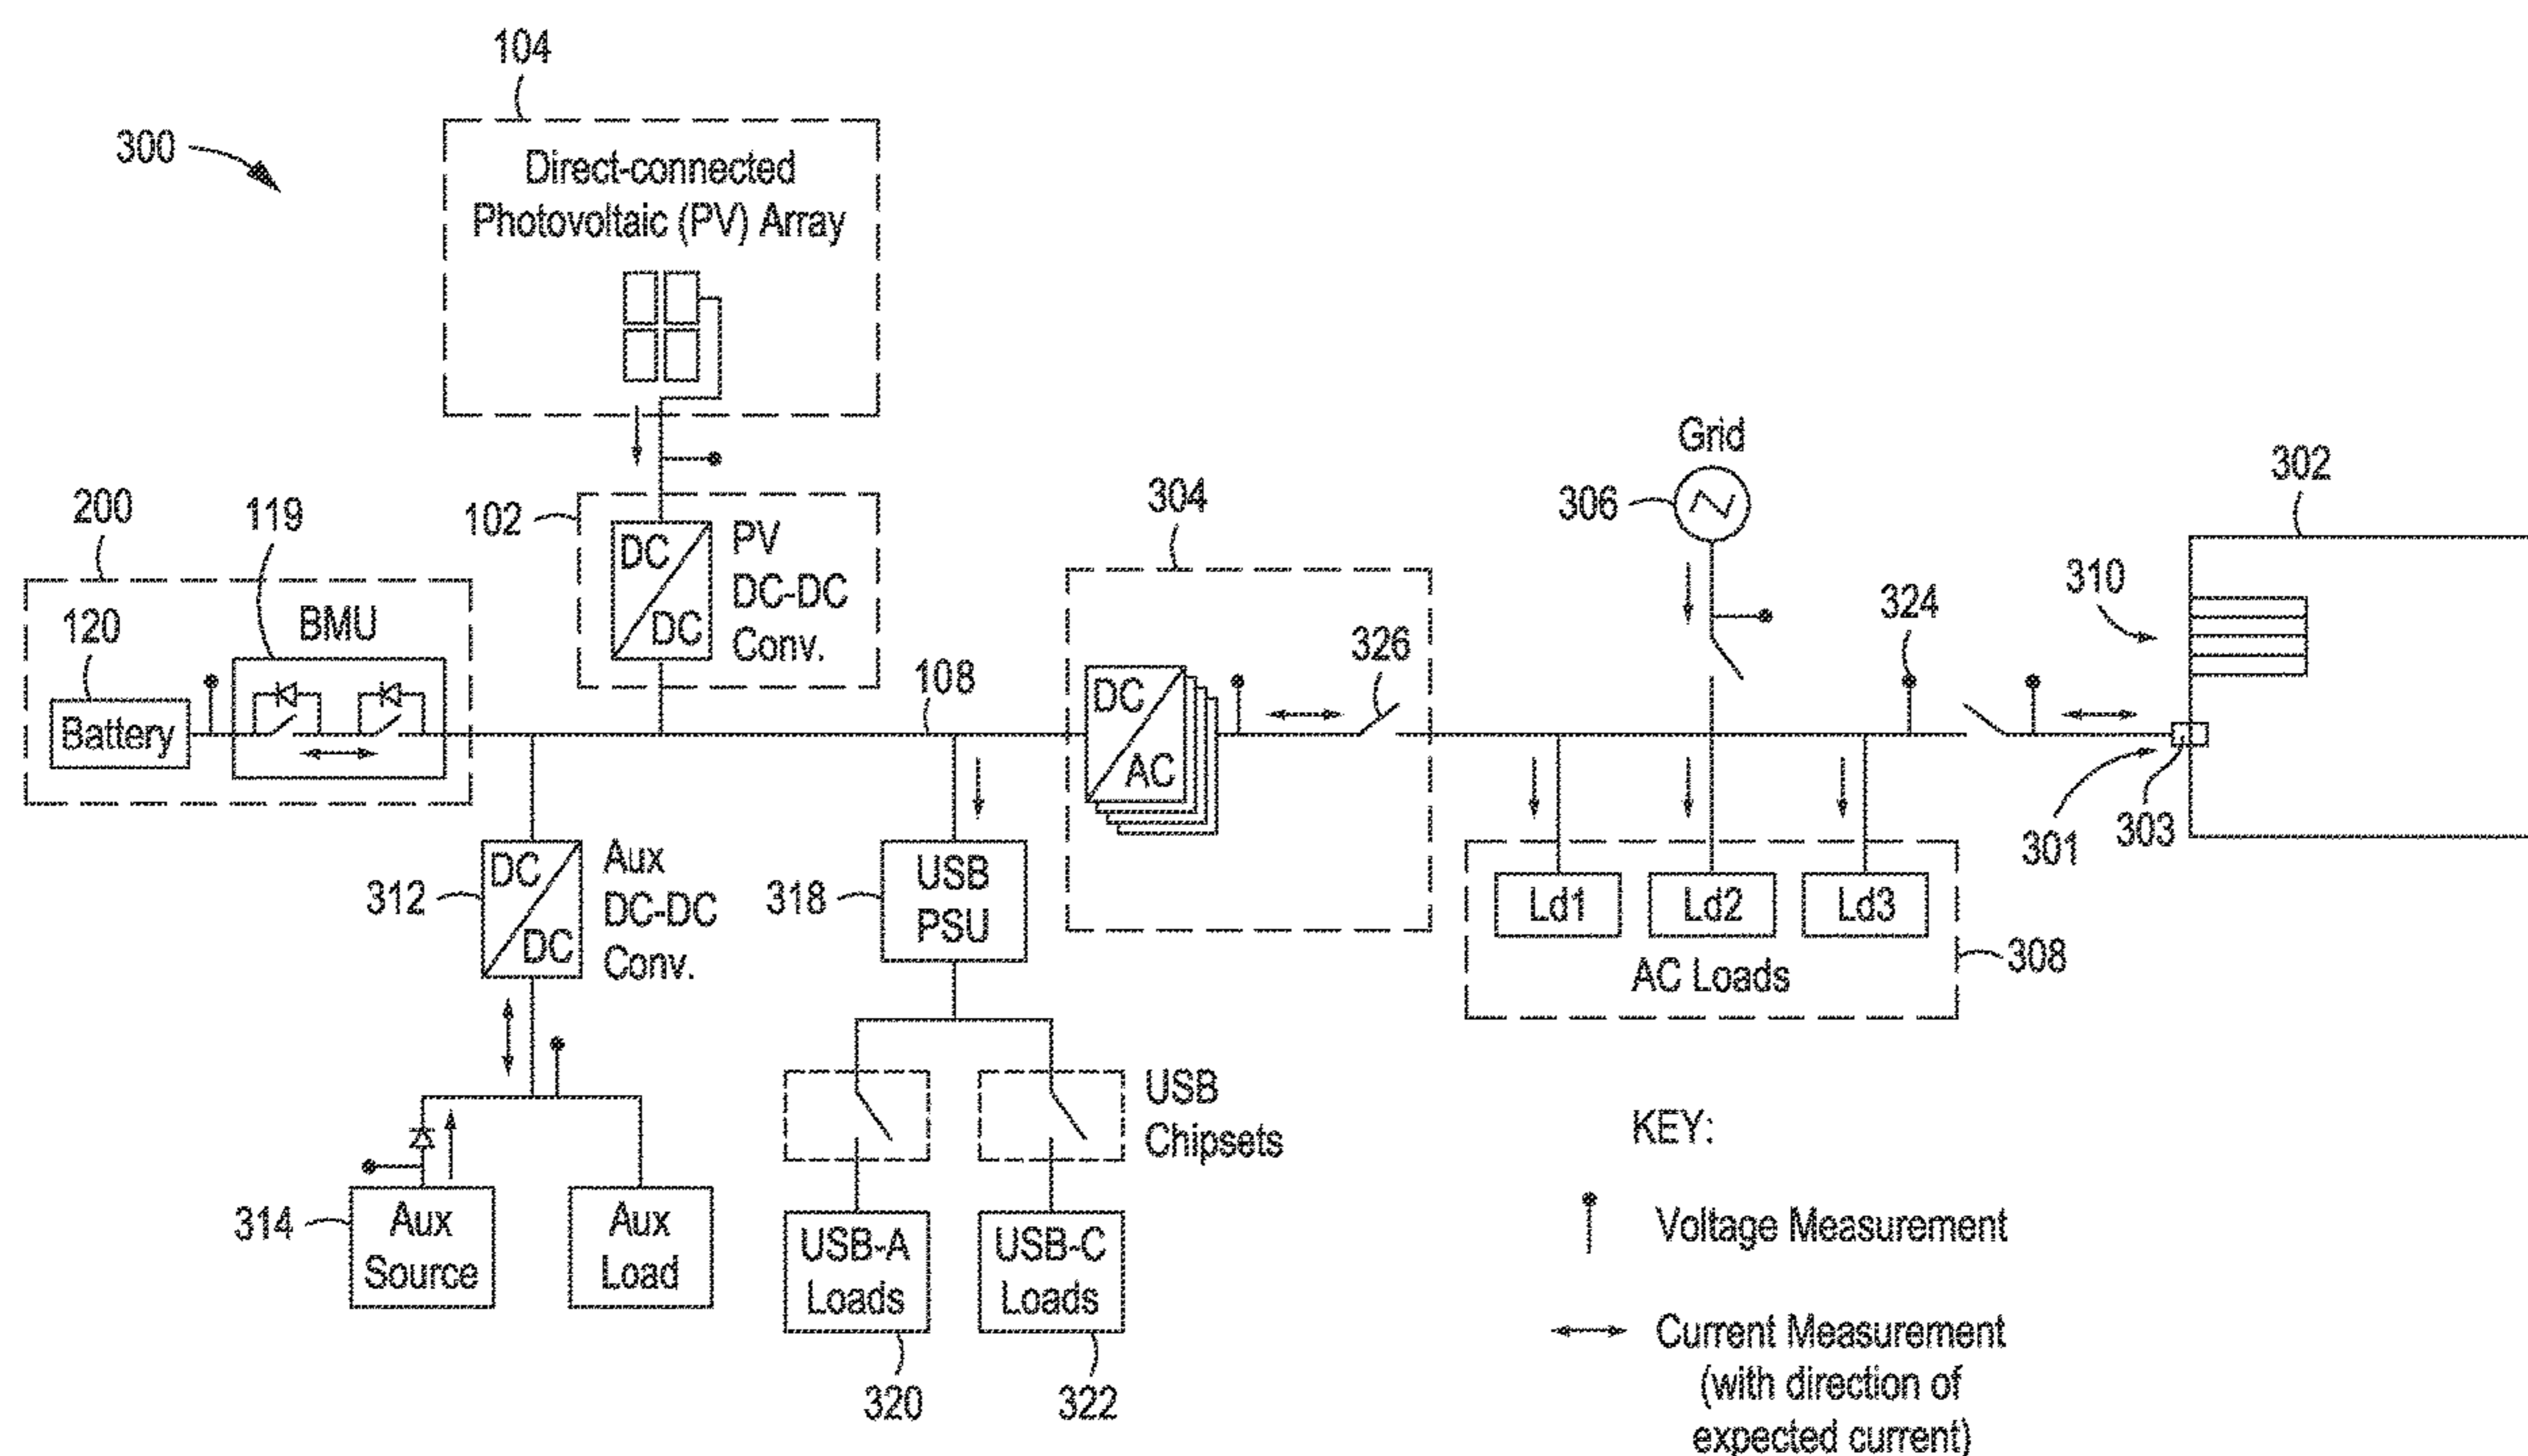 104
300
Direct-connected
Photovoltaic (PV) Array
Grid
306
302
304
200
119
102
DC
DC
PV
DC-DC
Conv.
BMU
120
Battery
108
326
DC
AC
324
310
301
303
312
DC
DC
Aux
DC-DC
Conv.
318
USB
PSU
Ld1
Ld2
Ld3
AC Loads
308
USB
Chipsets
314
Aux
Source
Aux
Load
USB-A
Loads
USB-C
Loads
320
322
KEY:
Voltage Measurement
Current Measurement
(with direction of
expected current)